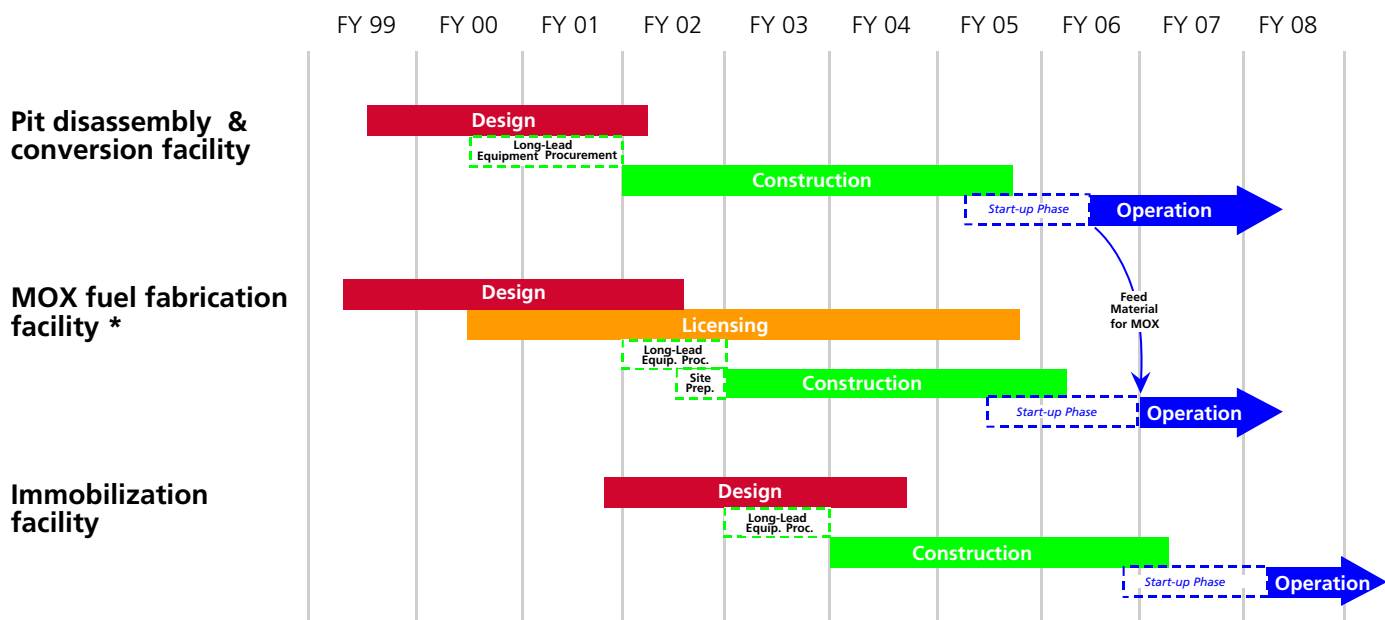 FY 99 FY 00 FY 01 FY 02 FY 03 FY 04 FY 05 FY 06 FY 07 FY 08
Pit disassembly &
conversion facility
Design
Long-Lead
Equipment Procurement
Construction
Start-up Phase
Operation
Feed
Material
for MOX
MOX fuel fabrication
facility *
Design
Licensing
Long-Lead
Equip. Proc.
Site
Prep.
Construction
Start-up Phase
Operation
Immobilization
facility
Design
Long-Lead
Equip. Proc.
Construction
Start-up Phase
Operation